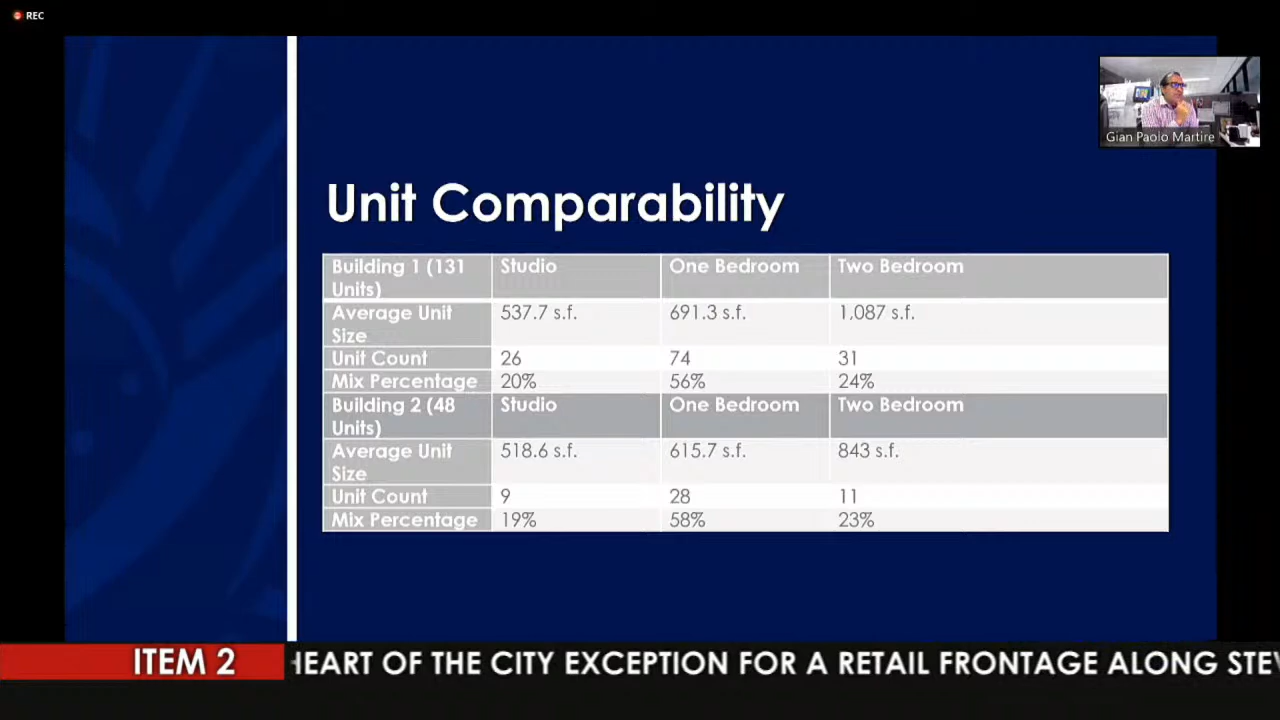 REC
Gian Paolo Martire
Unit Comparability
Building 1 (131 Units) Studio One Bedroom Two Bedroom
Average Unit Size 537.7 s.f. 691.3 s.f. 1,087 s.f.
Unit Count 26 74 31
Mix Percentage 20% 56% 24%
Building 2 (48 Units) Studio One Bedroom Two Bedroom
Average Unit Size 518.6 s.f. 615.7 s.f. 843 s.f.
Unit Count 9 28 11
Mix Percentage 19% 58% 23%
ITEM 2 HEART OF THE CITY EXCEPTION FOR A RETAIL FRONTAGE ALONG STEV